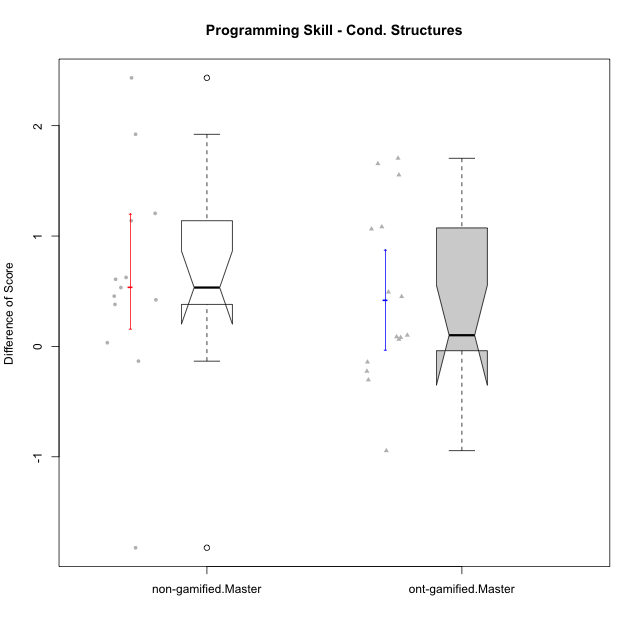 Programming Skill - Cond. Structures
Difference of Score
2
1
0
-1
non-gamified.Master
ont-gamified.Master